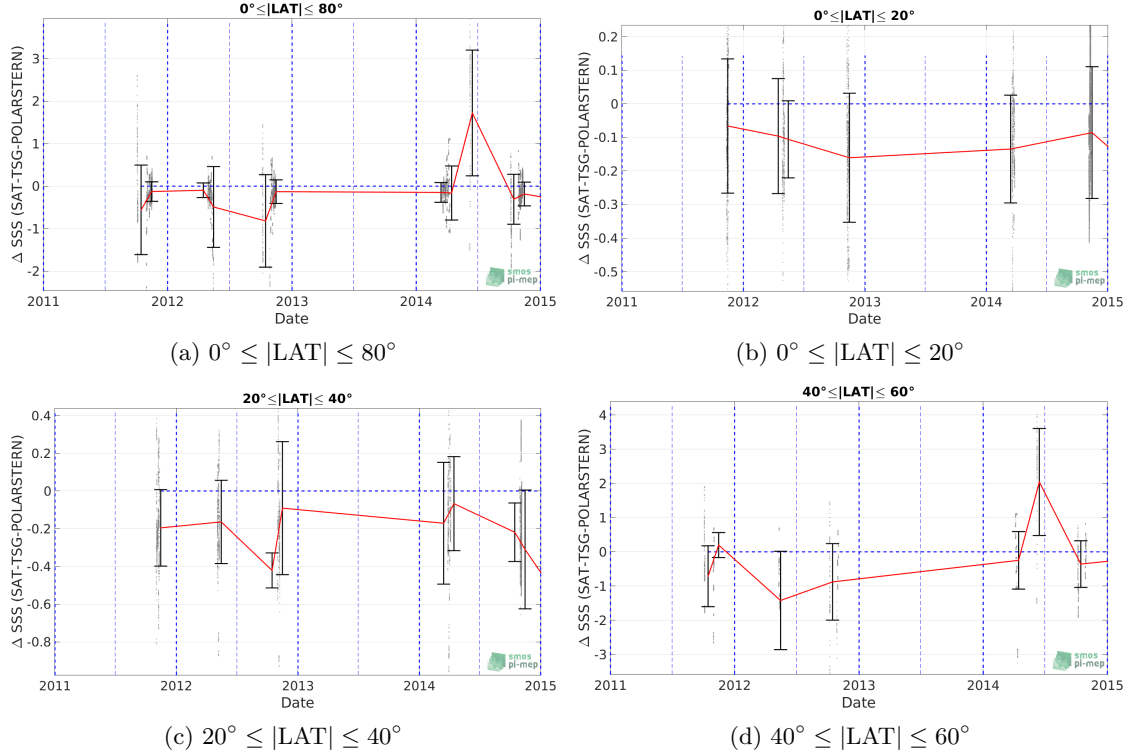 0°≤|LAT|≤ 80°
Δ SSS (SAT-TSG-POLARSTERN)
3
2
1
0
-1
-2
2011
2012
2013
2014
2015
Date
smos
pi-mep
(a) 0° ≤ |LAT| ≤ 80°
0°≤|LAT|≤ 20°
Δ SSS (SAT-TSG-POLARSTERN)
0.2
0.1
0
-0.1
-0.2
-0.3
-0.4
-0.5
2011
2012
2013
2014
2015
Date
smos
pi-mep
(b) 0° ≤ |LAT| ≤ 20°
20°≤|LAT|≤ 40°
Δ SSS (SAT-TSG-POLARSTERN)
0.4
0.2
0
-0.2
-0.4
-0.6
-0.8
2011
2012
2013
2014
2015
Date
smos
pi-mep
(c) 20° ≤ |LAT| ≤ 40°
40°≤|LAT|≤ 60°
Δ SSS (SAT-TSG-POLARSTERN)
4
3
2
1
0
-1
-2
-3
2011
2012
2013
2014
2015
Date
smos
pi-mep
(d) 40° ≤ |LAT| ≤ 60°